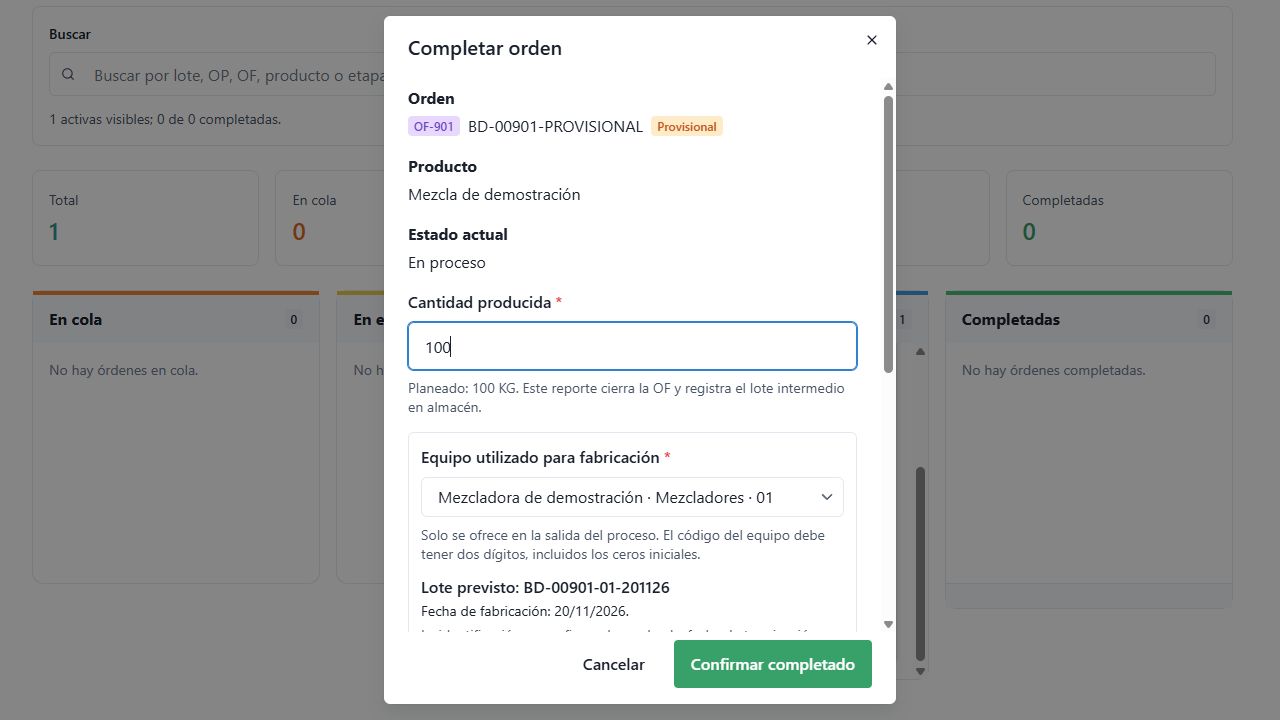 Buscar
Buscar por lote, OP, OF, producto o etapa
1 activas visibles; 0 de 0 completadas.
Total
1
En cola
0
Completadas
0
En cola
0
En e
1
Completadas
0
No hay órdenes en cola.
No h
No hay órdenes completadas.
Completar orden
×
Orden
OF-901 BD-00901-PROVISIONAL Provisional
Producto
Mezcla de demostración
Estado actual
En proceso
Cantidad producida *
100
Planeado: 100 KG. Este reporte cierra la OF y registra el lote intermedio
en almacén.
Equipo utilizado para fabricación *
Mezcladora de demostración · Mezcladores · 01
Solo se ofrece en la salida del proceso. El código del equipo debe
tener dos dígitos, incluidos los ceros iniciales.
Lote previsto: BD-00901-01-201126
Fecha de fabricación: 20/11/2026.
Cancelar
Confirmar completado